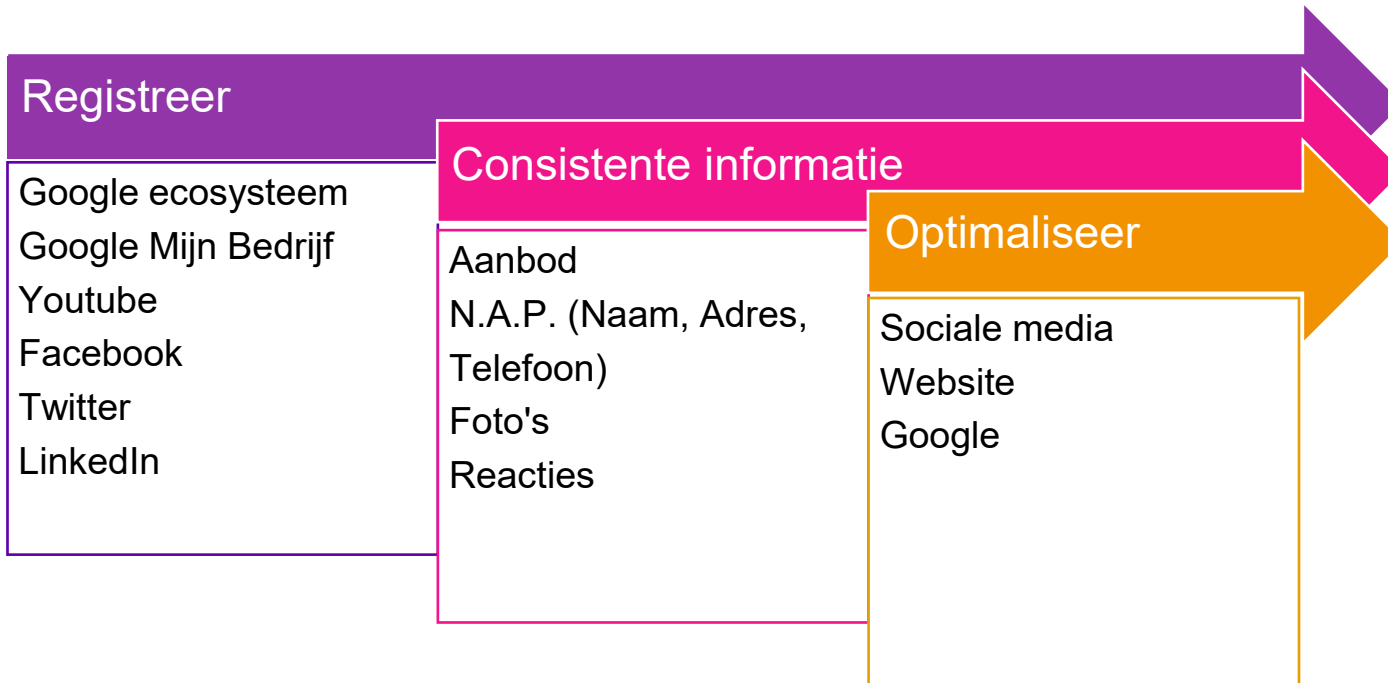 Registreer
Google ecosysteem
Google Mijn Bedrijf
Youtube
Facebook
Twitter
LinkedIn
Consistente informatie
Aanbod
N.A.P. (Naam, Adres,
Telefoon)
Foto's
Reacties
Optimaliseer
Sociale media
Website
Google